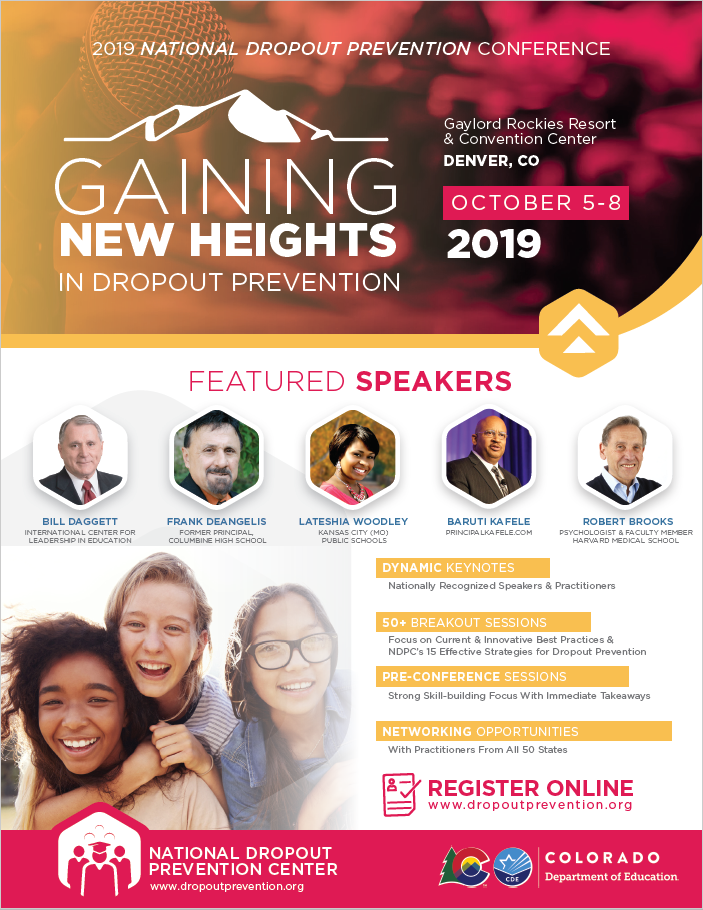 2019 NATIONAL DROPOUT PREVENTION CONFERENCE
GAINING
NEW HEIGHTS
IN DROPOUT PREVENTION
Gaylord Rockies Resort
& Convention Center
DENVER, CO
OCTOBER 5-8
2019
FEATURED SPEAKERS
BILL DAGGETT
INTERNATIONAL CENTER FOR
LEADERSHIP IN EDUCATION
FRANK DEANGELIS
FORMER PRINCIPAL,
COLUMBINE HIGH SCHOOL
LATESHIA WOODLEY
KANSAS CITY (MO)
PUBLIC SCHOOLS
BARUTI KAFELE
PRINCIPALKAFELE.COM
ROBERT BROOKS
PSYCHOLOGIST & FACULTY MEMBER
HARVARD MEDICAL SCHOOL
DYNAMIC KEYNOTES
Nationally Recognized Speakers & Practitioners
50+ BREAKOUT SESSIONS
Focus on Current & Innovative Best Practices &
NDPC's 15 Effective Strategies for Dropout Prevention
PRE-CONFERENCE SESSIONS
Strong Skill-building Focus With Immediate Takeaways
NETWORKING OPPORTUNITIES
With Practitioners From All 50 States
REGISTER ONLINE
www.dropoutprevention.org
NATIONAL DROPOUT
PREVENTION CENTER
www.dropoutprevention.org
CDE
COLORADO
Department of Education